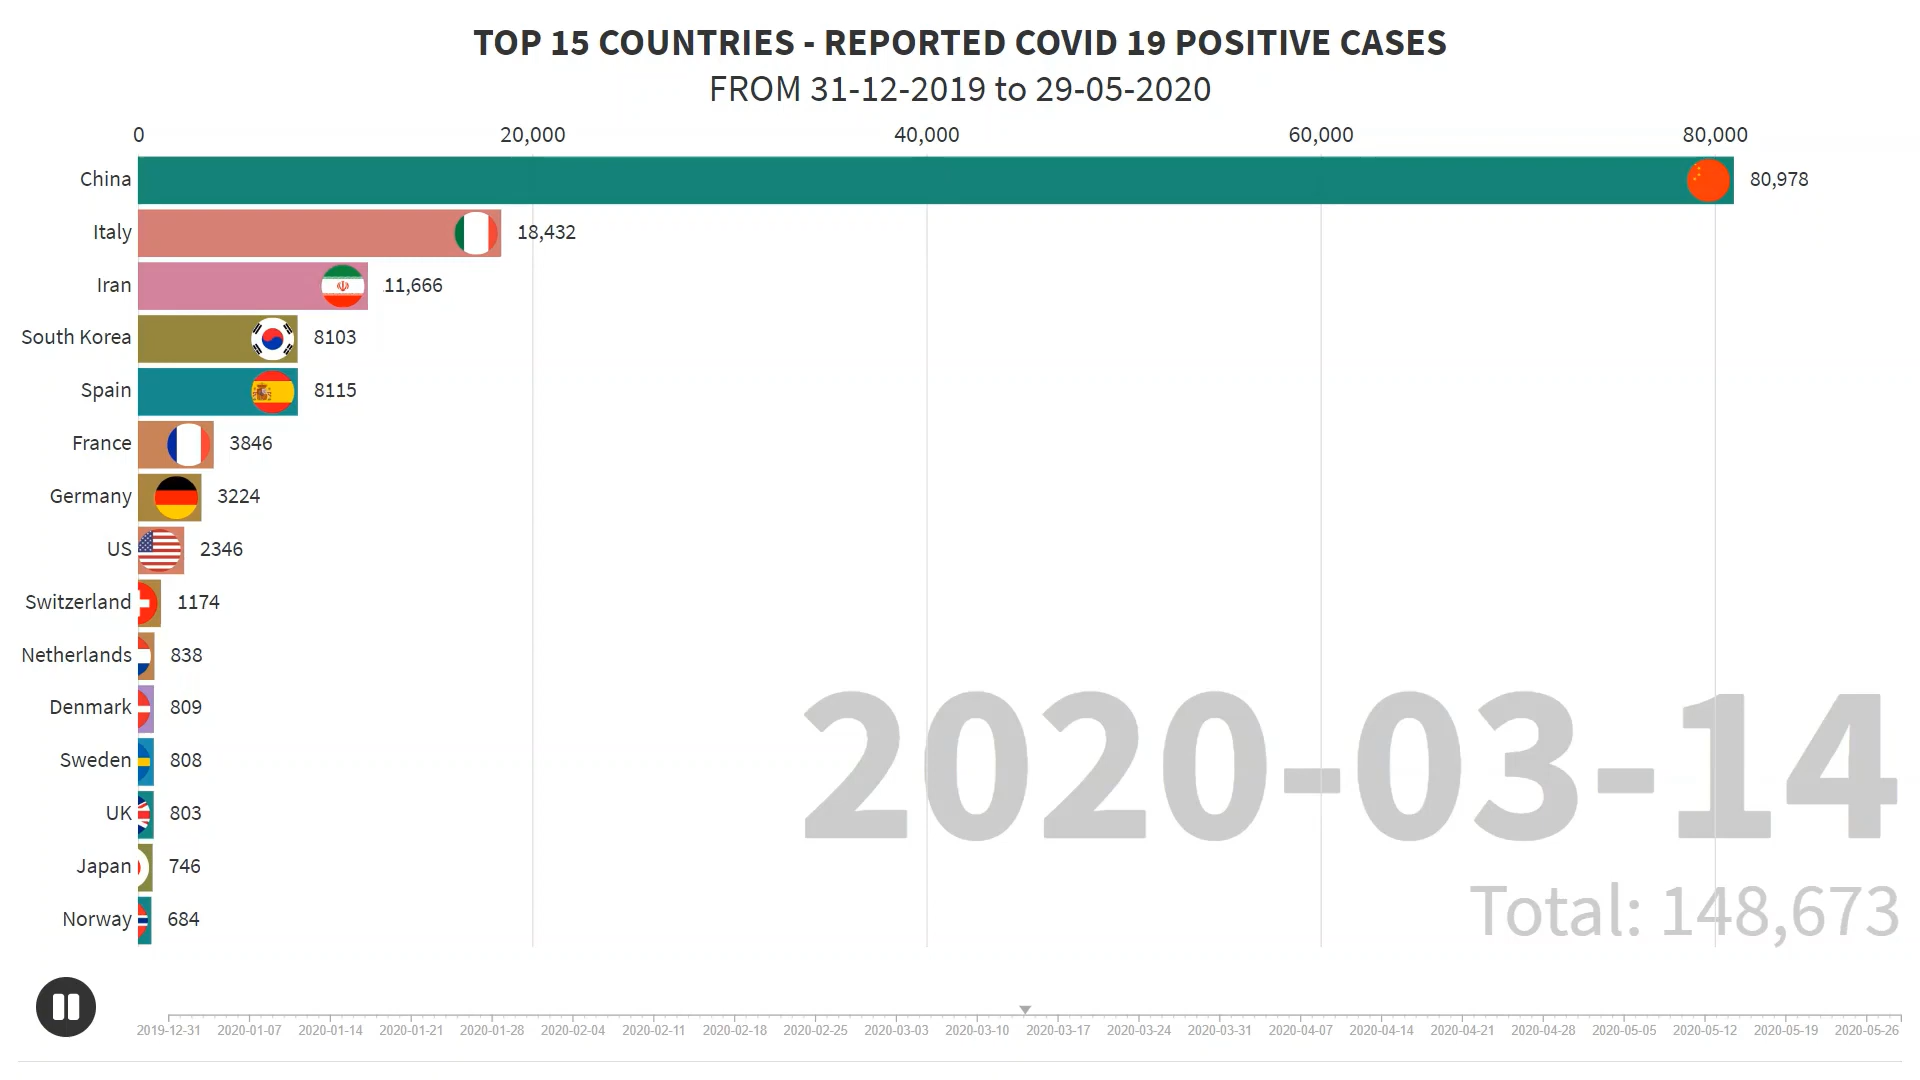 TOP 15 COUNTRIES - REPORTED COVID 19 POSITIVE CASES
FROM 31-12-2019 to 29-05-2020
0 20,000 40,000 60,000 80,000
China 80,978
Italy 18,432
Iran 11,666
South Korea 8103
Spain 8115
France 3846
Germany 3224
US 2346
Switzerland 1174
Netherlands 838
Denmark 809
Sweden 808
UK 803
Japan 746
Norway 684
2020-03-14
Total: 148,673
2019-12-31 2020-01-07 2020-01-14 2020-01-21 2020-01-28 2020-02-04 2020-02-11 2020-02-18 2020-02-25 2020-03-03 2020-03-10 2020-03-17 2020-03-24 2020-03-31 2020-04-07 2020-04-14 2020-04-21 2020-04-28 2020-05-05 2020-05-12 2020-05-19 2020-05-26